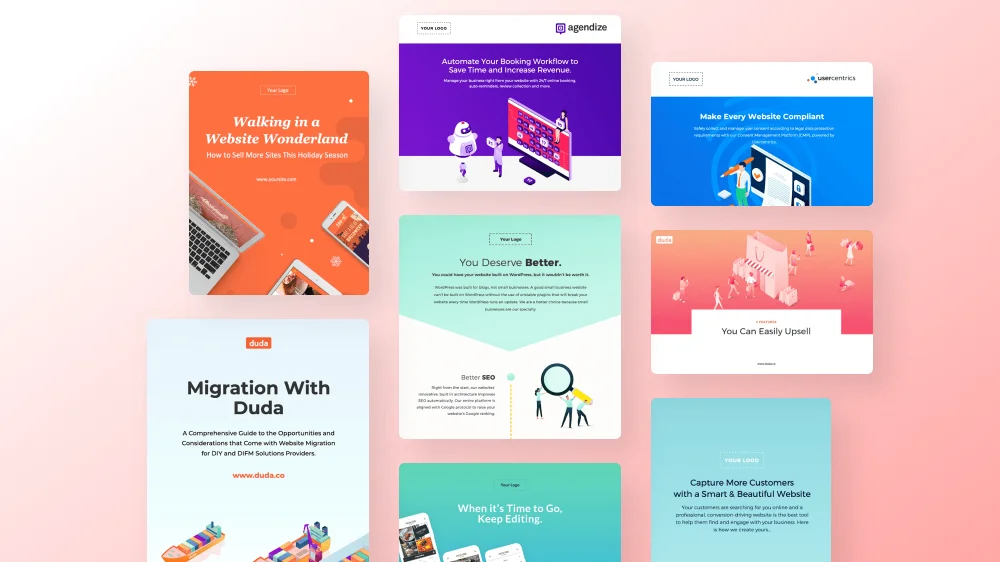 Your Logo
Walking in a
Website Wonderland
How to Sell More Sites This Holiday Season
www.yoursite.com
duda
Migration With
Duda
A Comprehensive Guide to the Opportunities and
Considerations that Come with Website Migration
for DIY and DIFM Solutions Providers.
www.duda.co
YOUR LOGO
agendize
Automate Your Booking Workflow to
Save Time and Increase Revenue.
Manage your business right from your website with 24/7 online booking,
auto-reminders, review collection and more.
Your Logo
You Deserve Better.
You could have your website built on WordPress, but it wouldn't be worth it.
WordPress was built for blogs, not small businesses. A good small business website
can't be built on WordPress without the use of unstable plugins that will break your
website every time WordPress runs an update. We are a better choice because small
businesses are our specialty.
Better SEO
Right from the start, our websites'
innovative, built in architecture improves
SEO automatically. Our entire platform is
aligned with Google protocol to raise your
website's Google ranking.
Your Logo
When it's Time to Go,
Keep Editing.
YOUR LOGO
usercentrics
Make Every Website Compliant
Safely collect and manage your consent according to legal data protection
requirements with our Consent Management Platform (CMP), powered by
Usercentrics.
duda
FEATURES
You Can Easily Upsell
www.duda.co
YOUR LOGO
Capture More Customers
with a Smart & Beautiful Website
Your customers are searching for you online and a
professional, conversion-driving website is the best tool
to help them find and engage with your business. Here
is how we create yours...